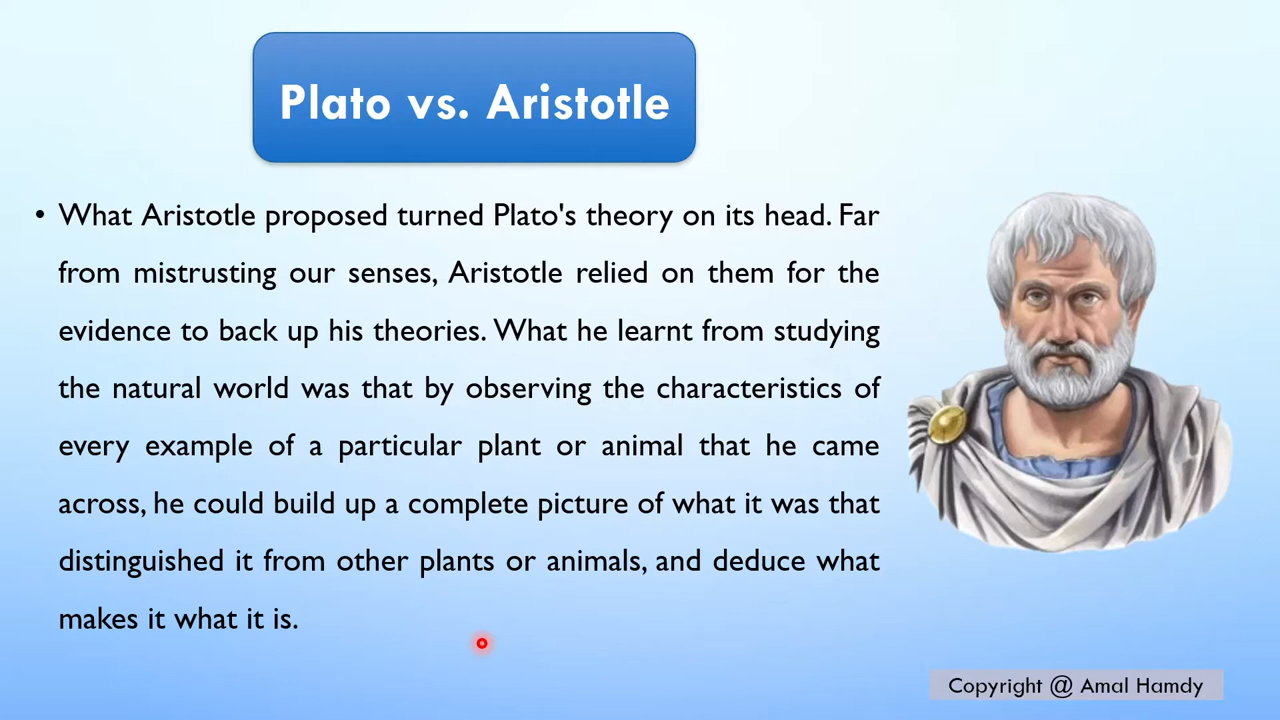 Plato vs. Aristotle
• What Aristotle proposed turned Plato's theory on its head. Far
from mistrusting our senses, Aristotle relied on them for the
evidence to back up his theories. What he learnt from studying
the natural world was that by observing the characteristics of
every example of a particular plant or animal that he came
across, he could build up a complete picture of what it was that
distinguished it from other plants or animals, and deduce what
makes it what it is.
Copyright @ Amal Hamdy